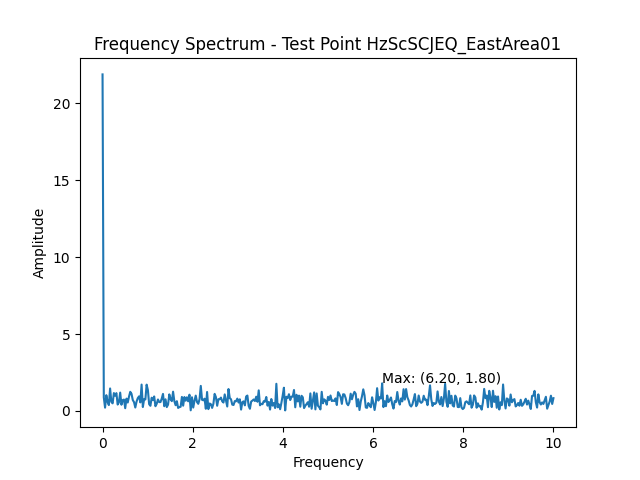 Frequency Spectrum - Test Point HzScSCJEQ_EastArea01
20
15
10
5
0
Amplitude
Max: (6.20, 1.80)
0 2 4 6 8 10
Frequency